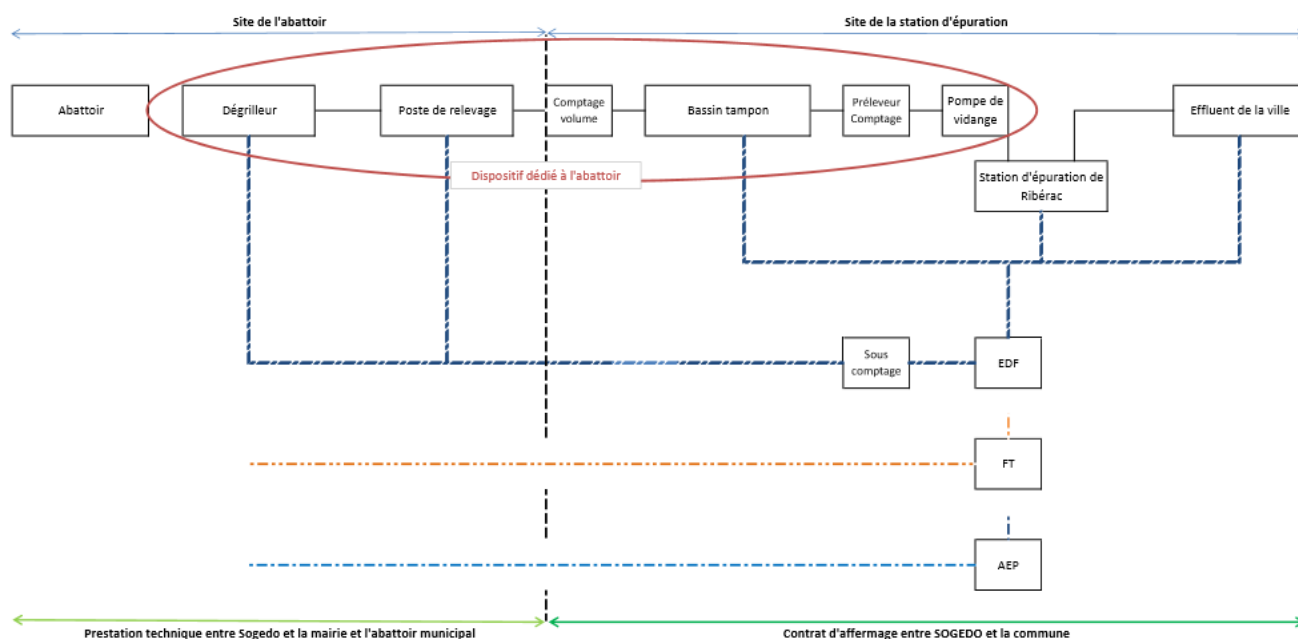 Site de l'abattoir
Site de la station d'épuration
Abattoir
Dégrilleur
Poste de relevage
Comptage
volume
Bassin tampon
Préleveur
Comptage
Pompe de
vidange
Effluent de la ville
Dispositif dédié à l'abattoir
Station d'épuration de
Ribérac
Sous
comptage
EDF
FT
AEP
Prestation technique entre Sogedo et la mairie et l'abattoir municipal
Contrat d'affermage entre SOGEDO et la commune